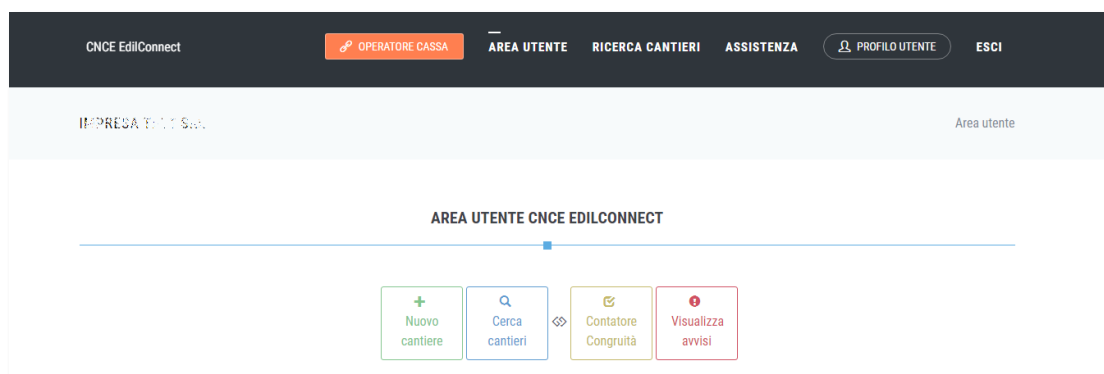 CNCE EdilConnect
OPERATORE CASSA
AREA UTENTE
RICERCA CANTIERI
ASSISTENZA
PROFILO UTENTE
ESCI
IMPRESA
Area utente
AREA UTENTE CNCE EDILCONNECT
Nuovo
cantiere
Cerca
cantieri
Contatore
Congruità
Visualizza
avvisi